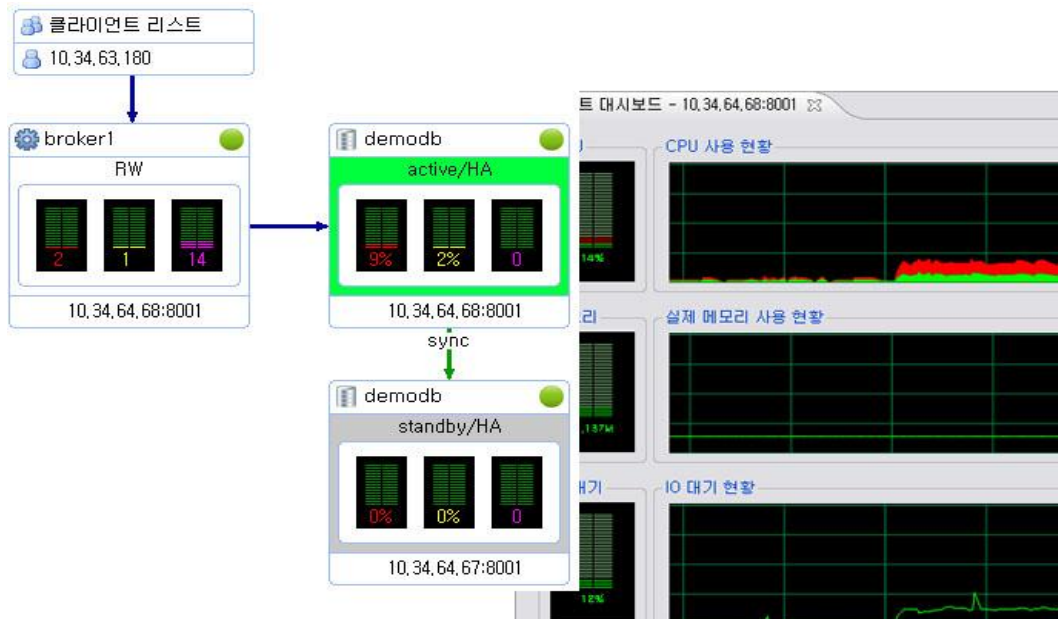 클라이언트 리스트
10,34,63,180
broker1
RW
2 1 14
10,34,64,68:8001
demodb
active/HA
9% 2% 0
10,34,64,68:8001
sync
demodb
standby/HA
0% 0% 0
10,34,64,67:8001
트 대시보드 - 10,34,64,68:8001
CPU 사용 현황
14%
실제 메모리 사용 현황
,137M
IO 대기 현황
12%